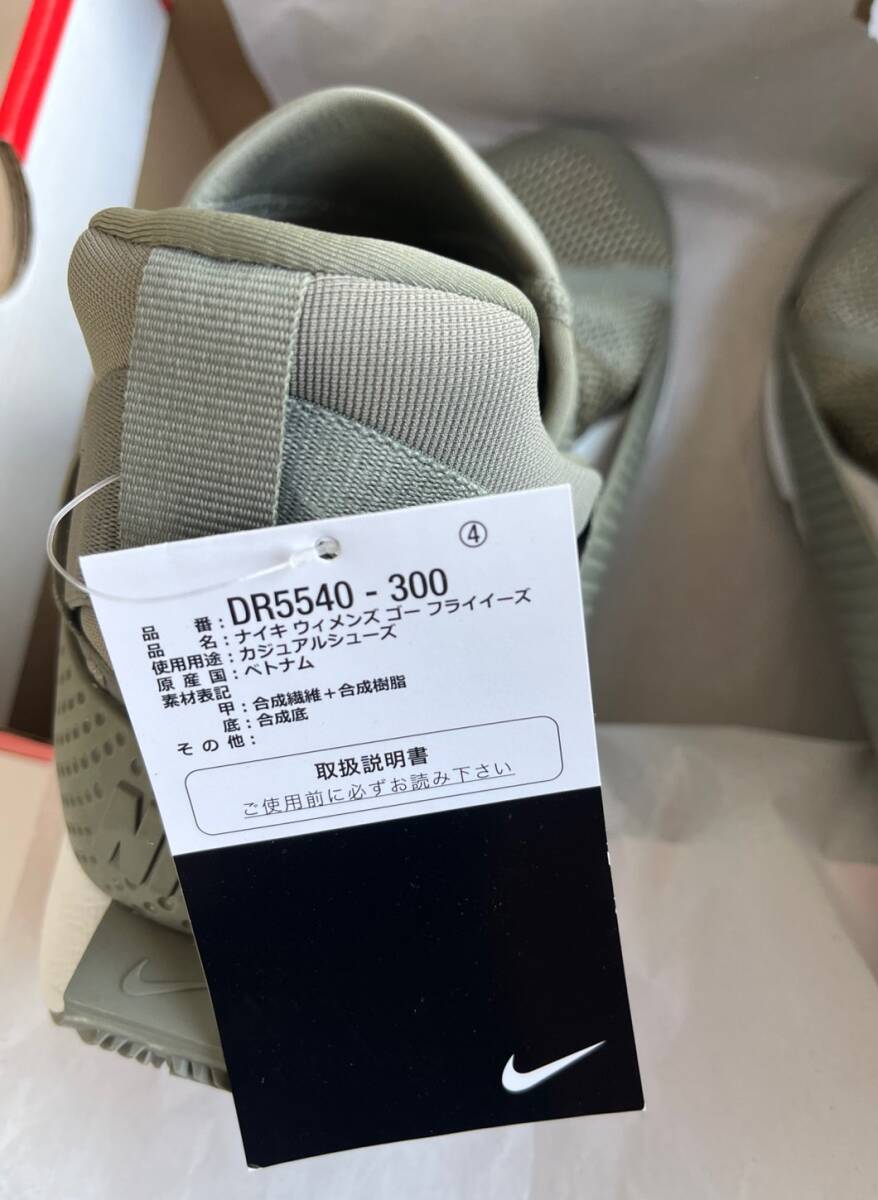 ④
品番：DR5540 - 300
品名：ナイキ ウィメンズ ゴー フライイーズ
使用用途：カジュアルシューズ
原産国：ベトナム
素材表記
甲：合成繊維＋合成樹脂
底：合成底
その他：
取扱説明書
ご使用前に必ずお読み下さい